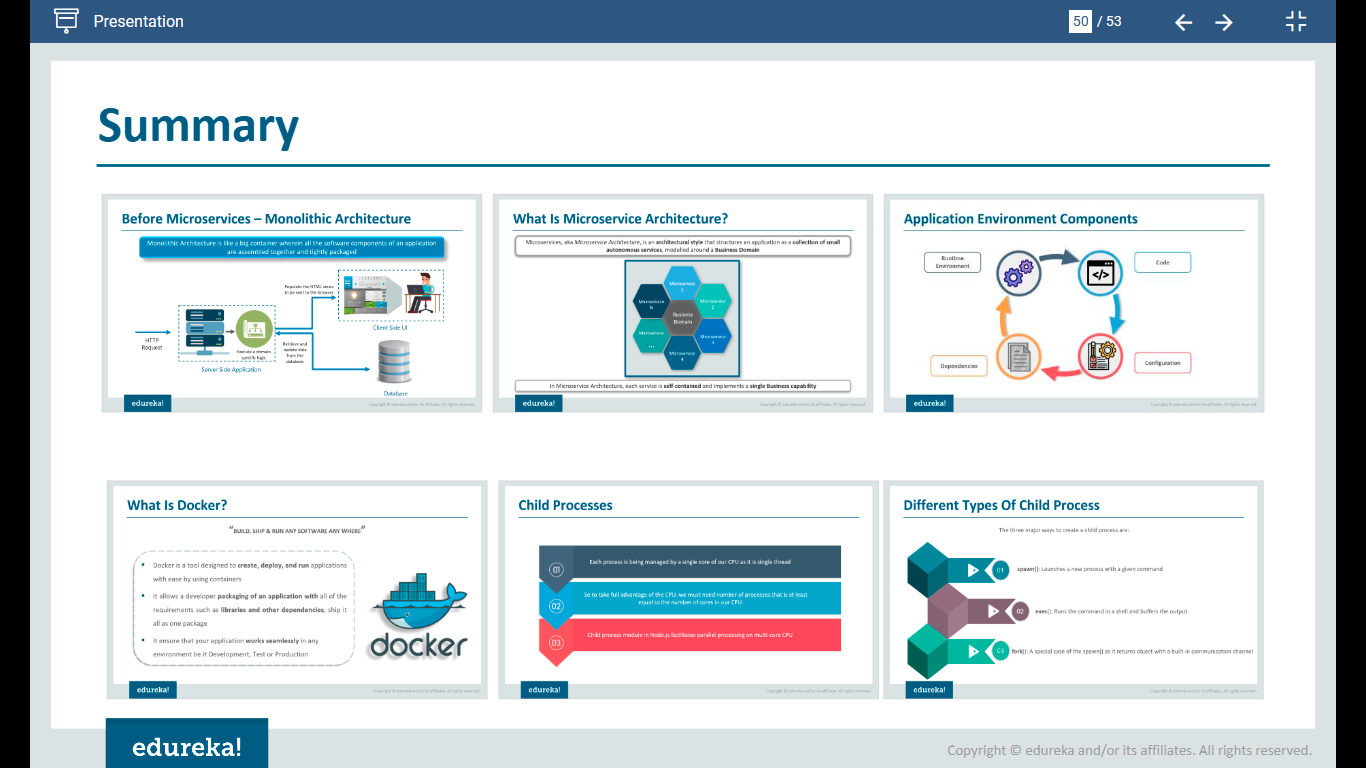 Presentation
50 / 53
Summary
Before Microservices – Monolithic Architecture
Monolithic Architecture is like a big container wherein all the software components of an application
are assembled together and tightly packaged
Populate the HTML views
to be sent to the browser
Client Side UI
HTTP
Request
Execute a domain
specific logic
Retrieve and
update data
from the
database
Server Side Application
Database
edureka!
Copyright © edureka and/or its affiliates. All rights reserved.
What Is Microservice Architecture?
Microservices, aka Microservice Architecture, is an architectural style that structures an application as a collection of small
autonomous services, modelled around a Business Domain
Microservice
1
Microservice
N
Microservice
2
Business
Domain
Microservice
...
Microservice
Microservice
4
In Microservice Architecture, each service is self-contained and implements a single Business capability
edureka!
Copyright © edureka and/or its affiliates. All rights reserved.
Application Environment Components
Runtime
Environment
Code
Dependencies
Configuration
edureka!
Copyright © edureka and/or its affiliates. All rights reserved.
What Is Docker?
"BUILD, SHIP & RUN ANY SOFTWARE ANY WHERE"
Docker is a tool designed to create, deploy, and run applications
with ease by using containers
It allows a developer packaging of an application with all of the
requirements such as libraries and other dependencies, ship it
all as one package
It ensure that your application works seamlessly in any
environment be it Development, Test or Production
docker
edureka!
Copyright © edureka and/or its affiliates. All rights reserved.
Child Processes
01
Each process is being managed by a single core of our CPU as it is single thread
02
So to take full advantage of the CPU, we must need number of processes that is at least
equal to the number of cores in our CPU
03
Child process module in Node.js facilitates parallel processing on multi-core CPU
edureka!
Copyright © edureka and/or its affiliates. All rights reserved.
Different Types Of Child Process
The three major ways to create a child process are:
01
spawn(): Launches a new process with a given command
02
exec(): Runs the command in a shell and buffers the output
03
fork(): A special case of the spawn() as it returns object with a built-in communication channel
edureka!
Copyright © edureka and/or its affiliates. All rights reserved.
edureka!
Copyright © edureka and/or its affiliates. All rights reserved.